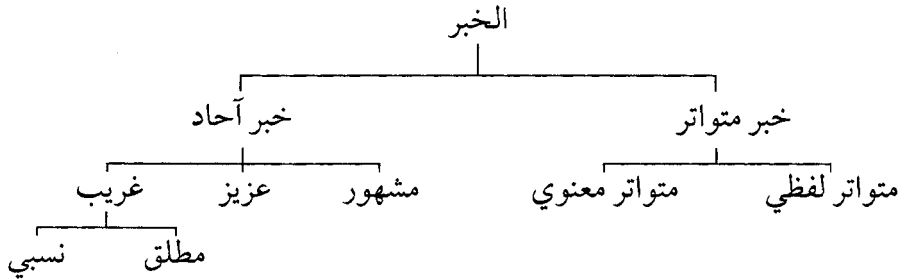 الخبر
خبر متواتر خبر آحاد
متواتر لفظي متواتر معنوي مشهور عزيز غريب
مطلق نسبي